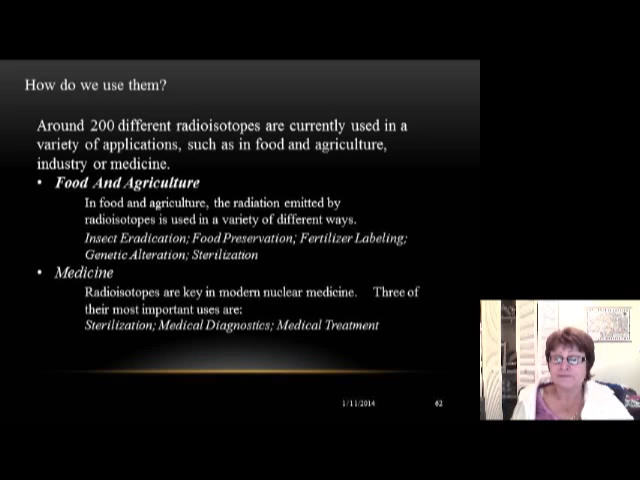 How do we use them?
Around 200 different radioisotopes are currently used in a
variety of applications, such as in food and agriculture,
industry or medicine.
• Food And Agriculture
In food and agriculture, the radiation emitted by
radioisotopes is used in a variety of different ways.
Insect Eradication; Food Preservation; Fertilizer Labeling;
Genetic Alteration; Sterilization
• Medicine
Radioisotopes are key in modern nuclear medicine. Three of
their most important uses are:
Sterilization; Medical Diagnostics; Medical Treatment
1/11/2014 62